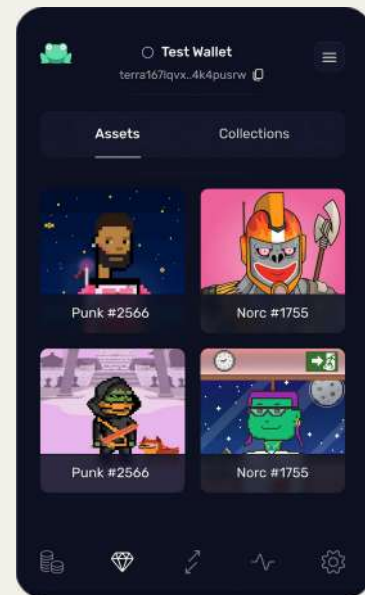 Test Wallet
terra167lqvx..4k4pusrw
Assets
Collections
Punk #2566
Norc #1755
Punk #2566
Norc #1755